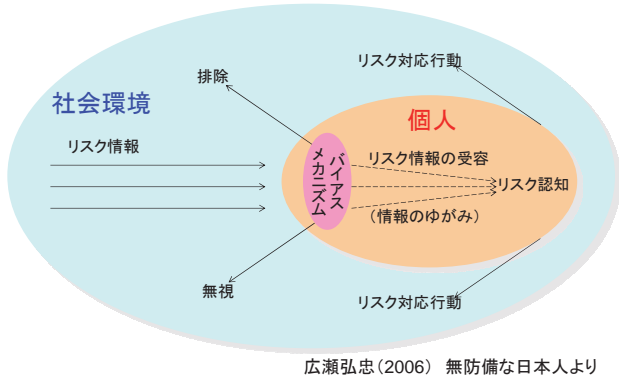 リスク対応行動
排除
社会環境
個人
リスク情報
バイアス
メカニズム
リスク情報の受容
リスク認知
(情報のゆがみ)
無視
リスク対応行動
広瀬弘忠(2006) 無防備な日本人より